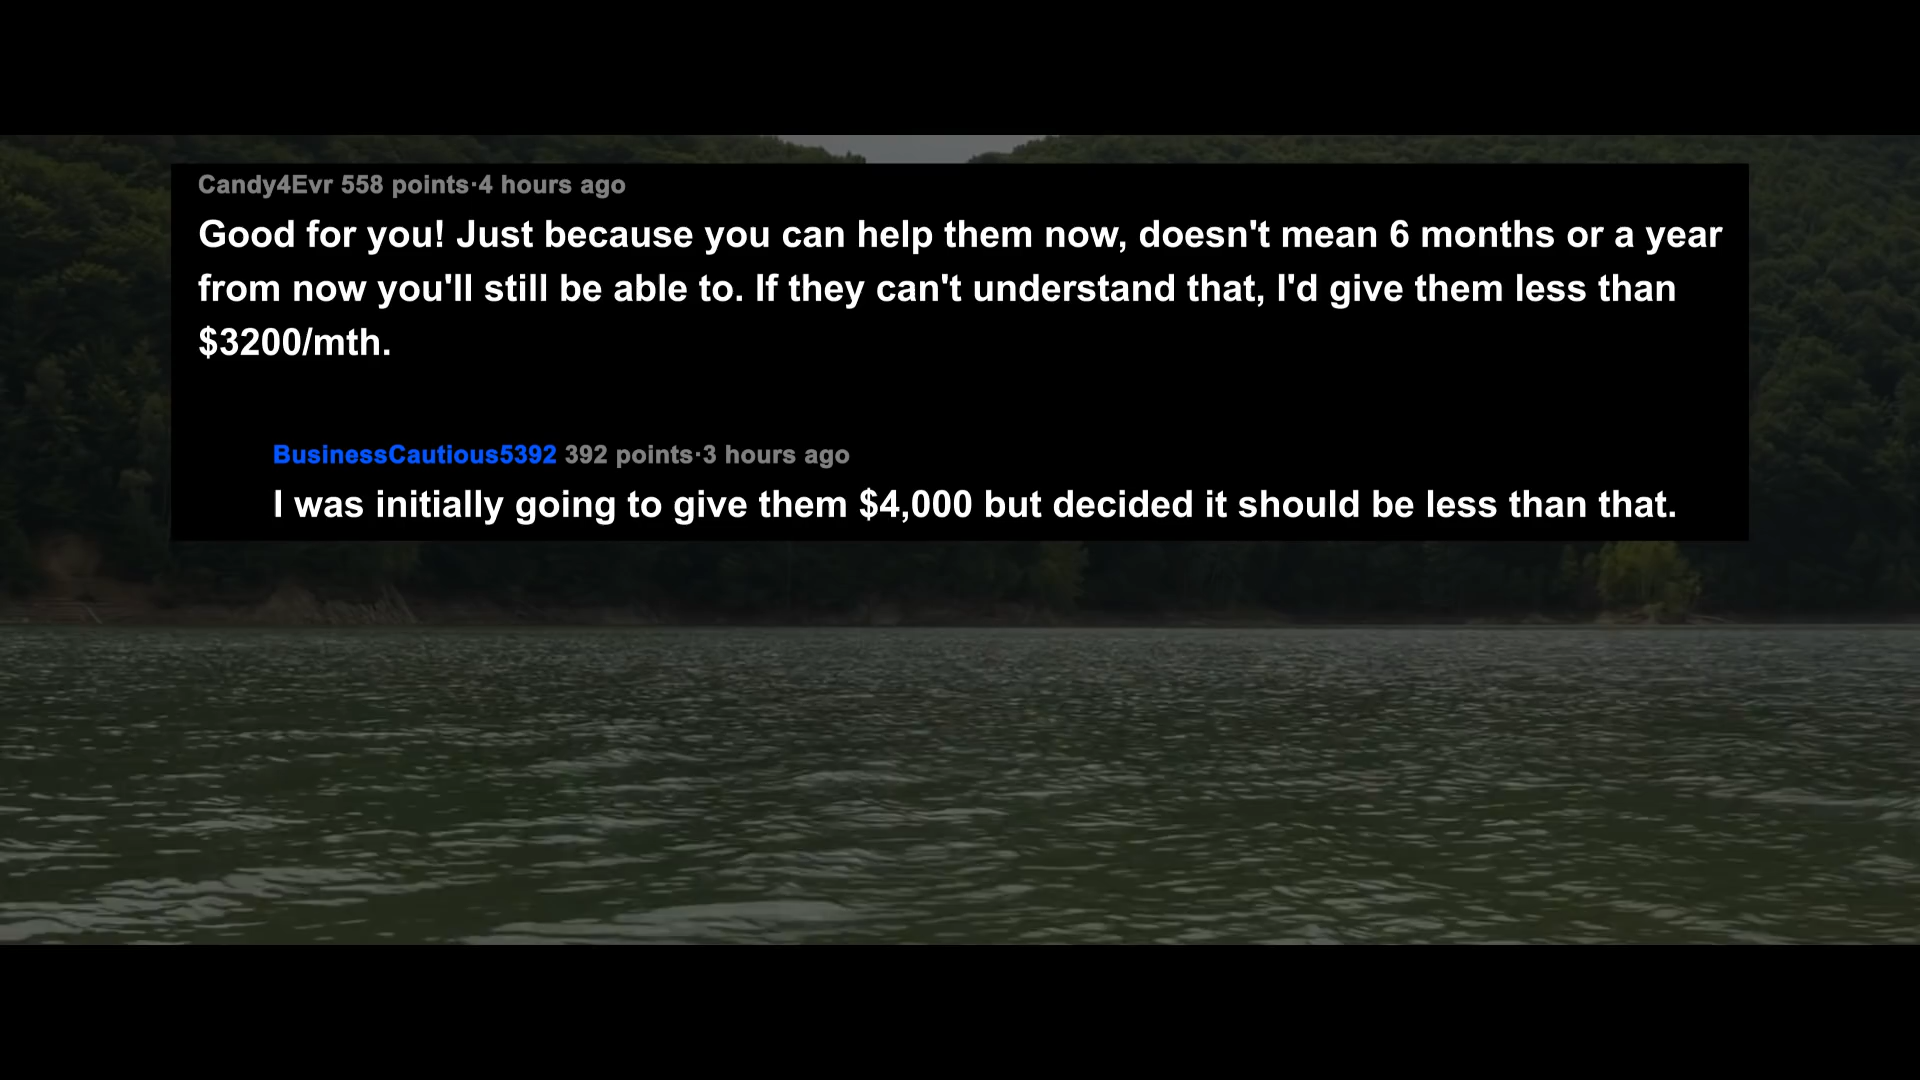 Candy4Evr 558 points·4 hours ago
Good for you! Just because you can help them now, doesn't mean 6 months or a year
from now you'll still be able to. If they can't understand that, I'd give them less than
$3200/mth.
BusinessCautious5392 392 points·3 hours ago
I was initially going to give them $4,000 but decided it should be less than that.